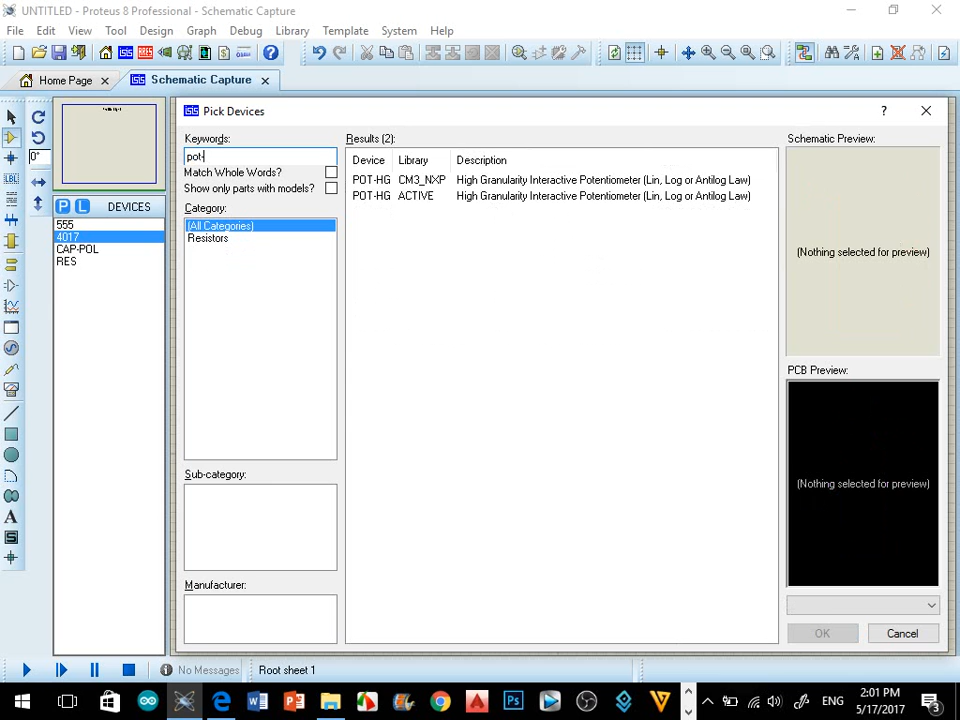 UNTITLED - Proteus 8 Professional - Schematic Capture
File Edit View Tool Design Graph Debug Library Template System Help
Home Page
Schematic Capture
Pick Devices
Keywords:
pot-
Match Whole Words?
Show only parts with models?
Category:
(All Categories)
Resistors
Sub-category:
Manufacturer:
Results (2):
Device Library Description
POT-HG CM3_NXP High Granularity Interactive Potentiometer (Lin, Log or Antilog Law)
POT-HG ACTIVE High Granularity Interactive Potentiometer (Lin, Log or Antilog Law)
Schematic Preview:
(Nothing selected for preview)
PCB Preview:
(Nothing selected for preview)
OK Cancel
0°
LBL
A
P L DEVICES
555
4017
CAP-POL
RES
No Messages
Root sheet 1
ENG
2:01 PM
5/17/2017
3